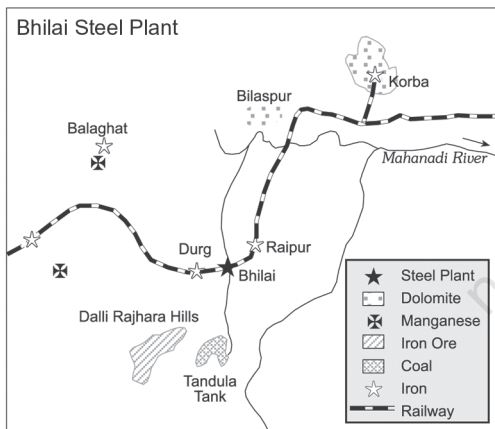 Bhilai Steel Plant
Korba
Bilaspur
Balaghat
Mahanadi River
Durg
Raipur
Bhilai
Dalli Rajhara Hills
Tandula
Tank
Steel Plant
Dolomite
Manganese
Iron Ore
Coal
Iron
Railway